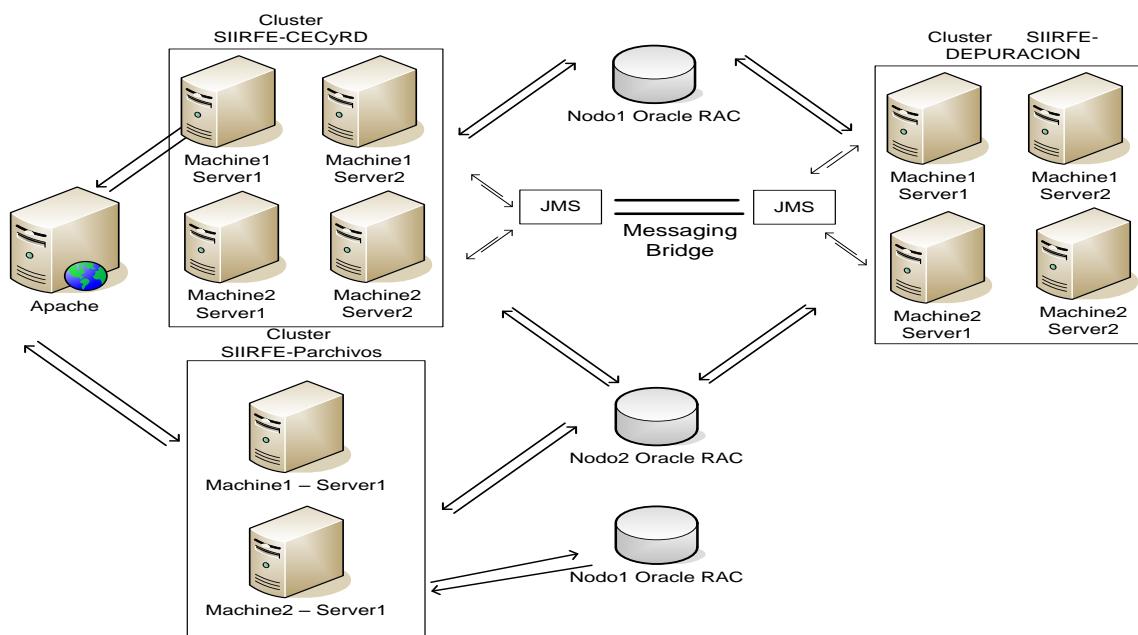 Cluster
SIIRFE-CECyRD
Machine1
Server1
Machine1
Server2
Machine2
Server1
Machine2
Server2
Apache
Cluster
SIIRFE-Parchivos
Machine1 – Server1
Machine2 – Server1
Nodo1 Oracle RAC
JMS
Messaging
Bridge
JMS
Nodo2 Oracle RAC
Nodo1 Oracle RAC
Cluster SIIRFE-
DEPURACION
Machine1
Server1
Machine1
Server2
Machine2
Server1
Machine2
Server2